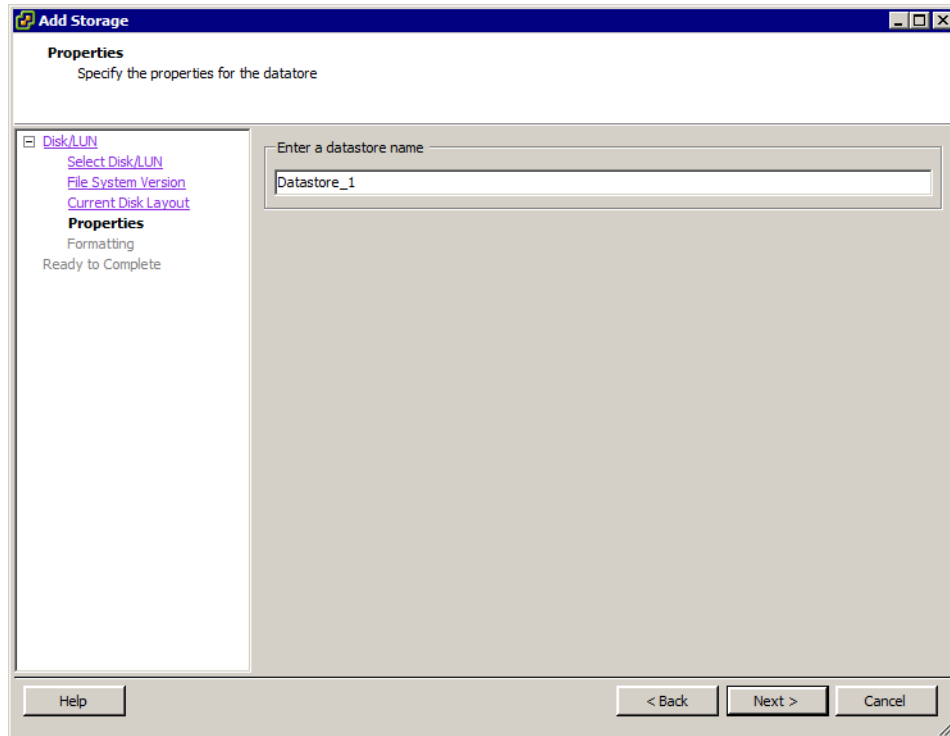 Add Storage
Properties
Specify the properties for the datatore
Disk/LUN
Select Disk/LUN
File System Version
Current Disk Layout
Properties
Formatting
Ready to Complete
Enter a datastore name
Datastore_1
Help
< Back
Next >
Cancel